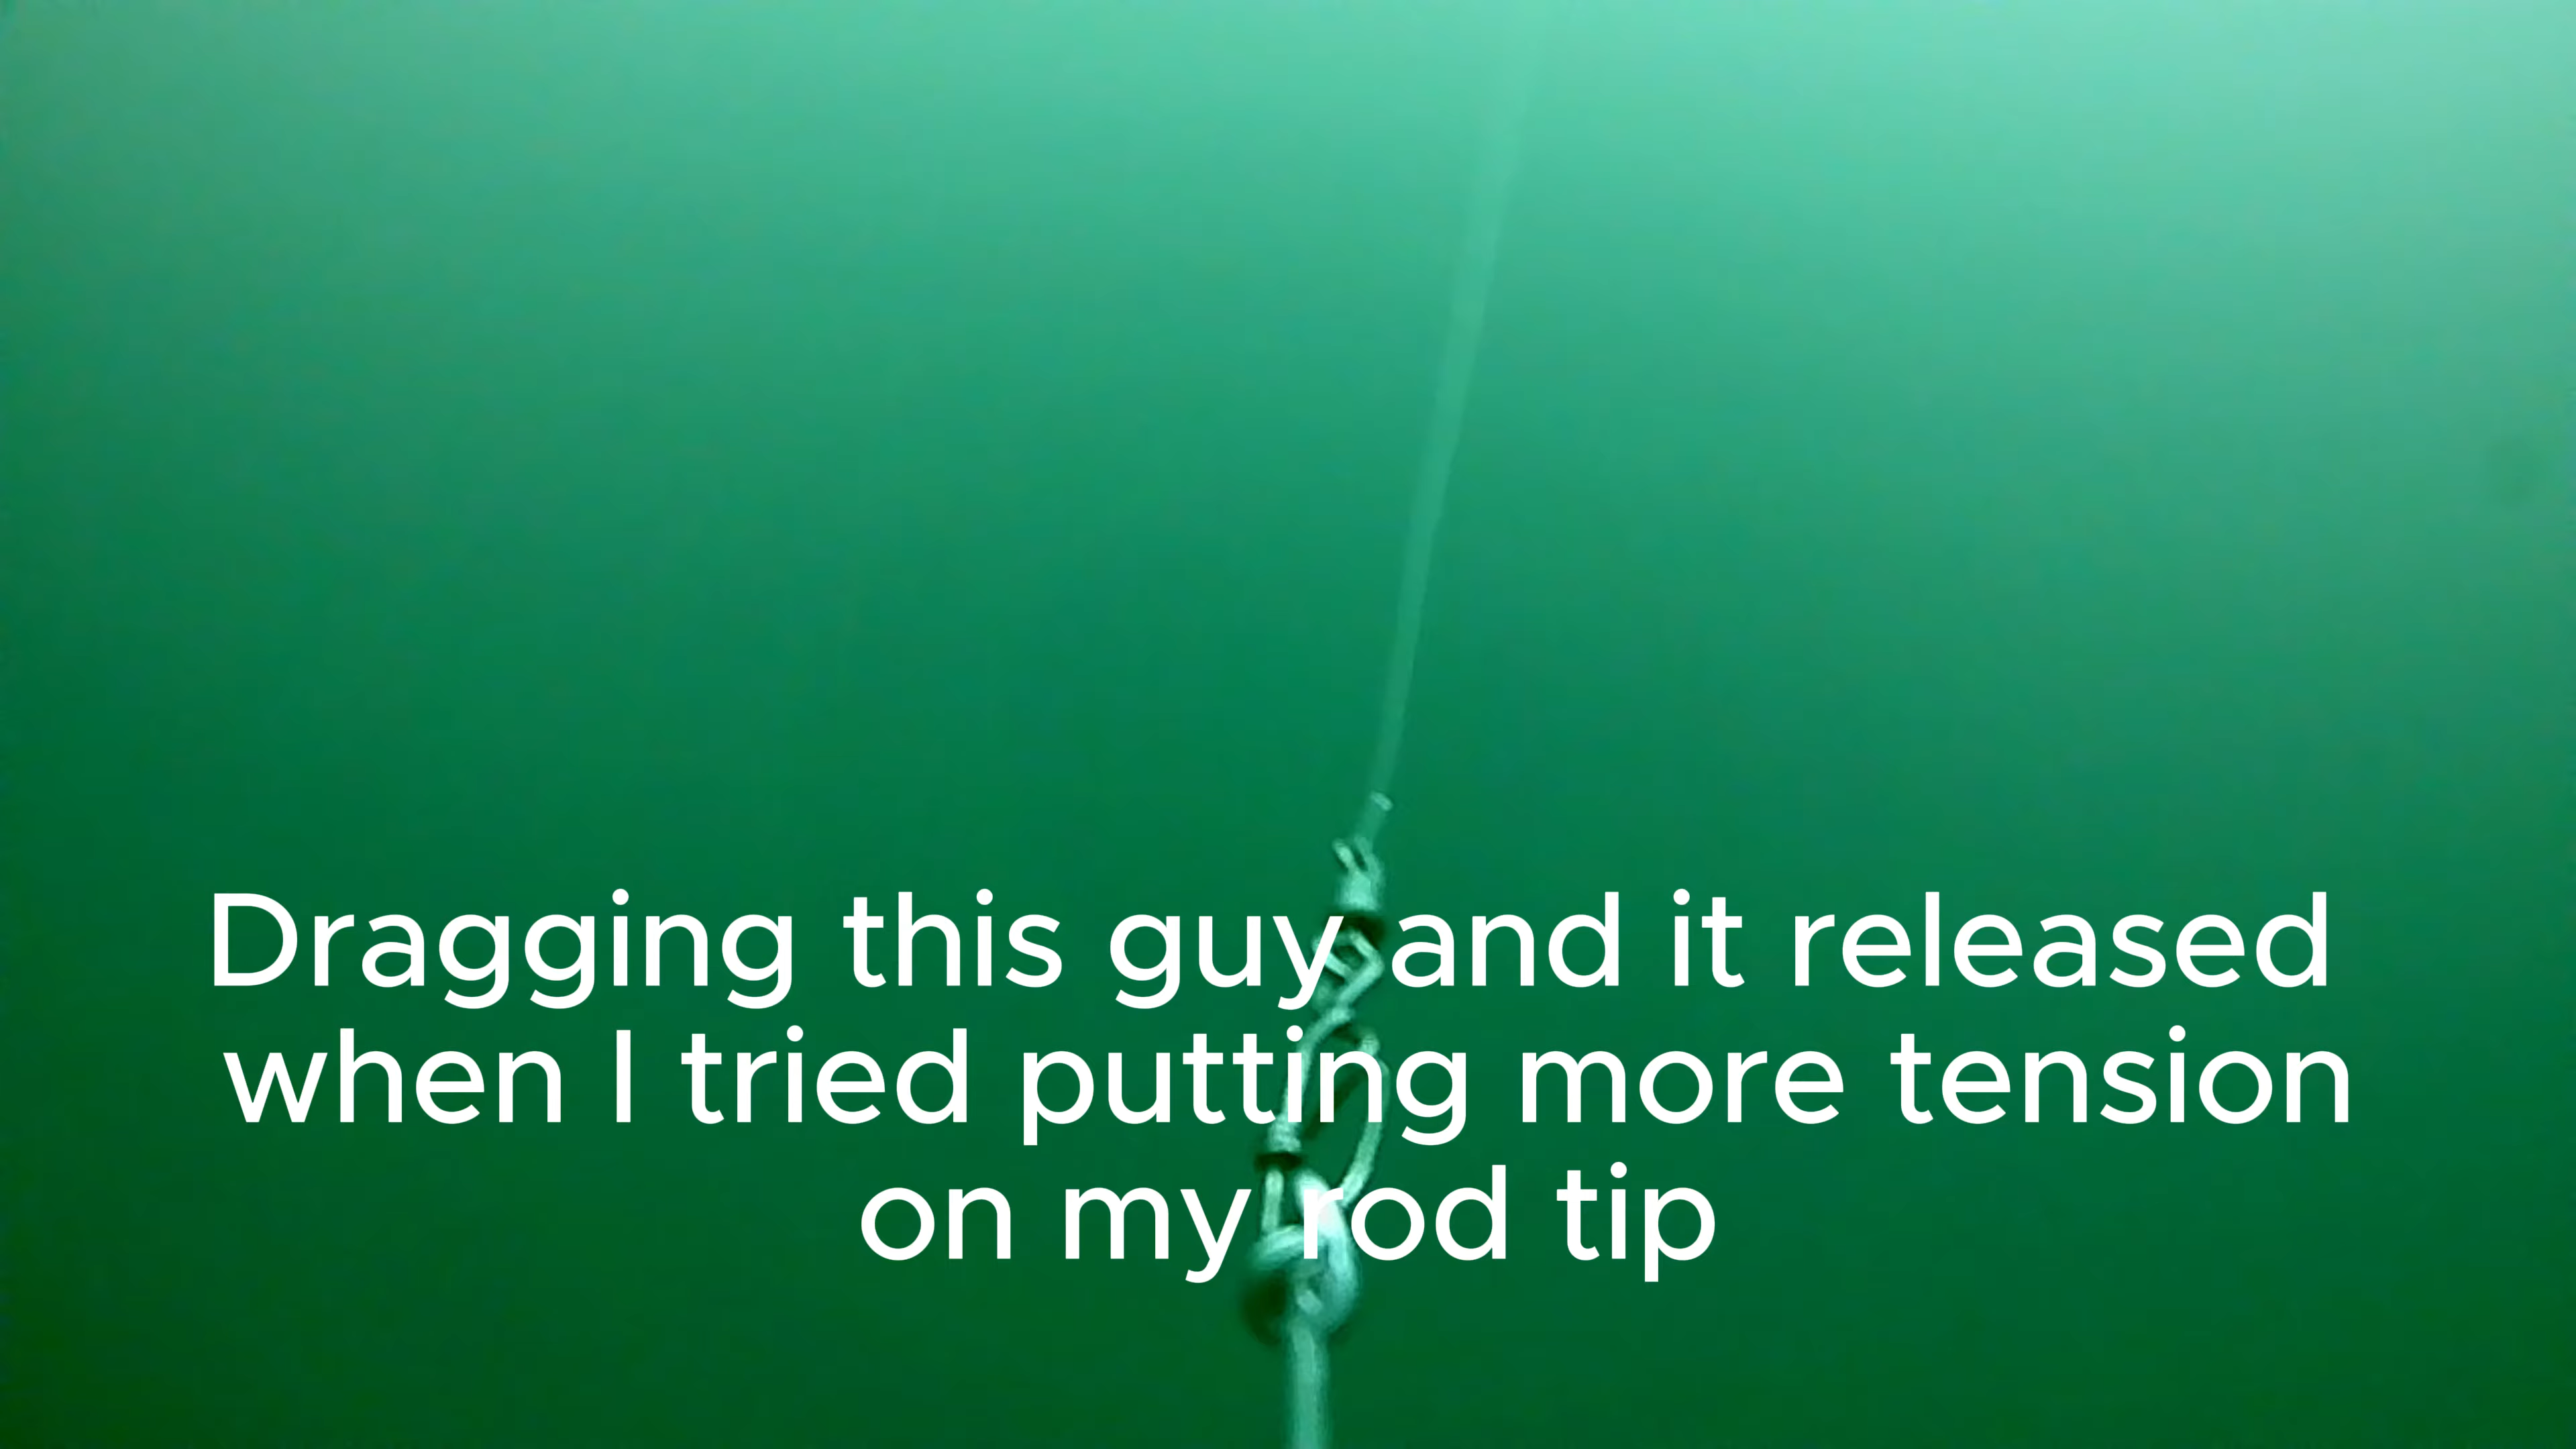 Dragging this guy and it released
when I tried putting more tension
on my rod tip